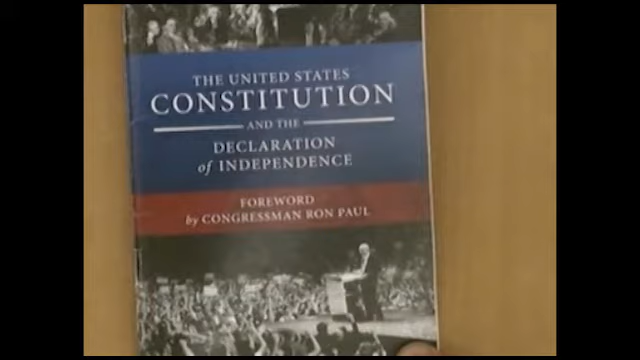 THE UNITED STATES
CONSTITUTION
AND THE
DECLARATION
of INDEPENDENCE
FOREWORD
by CONGRESSMAN RON PAUL